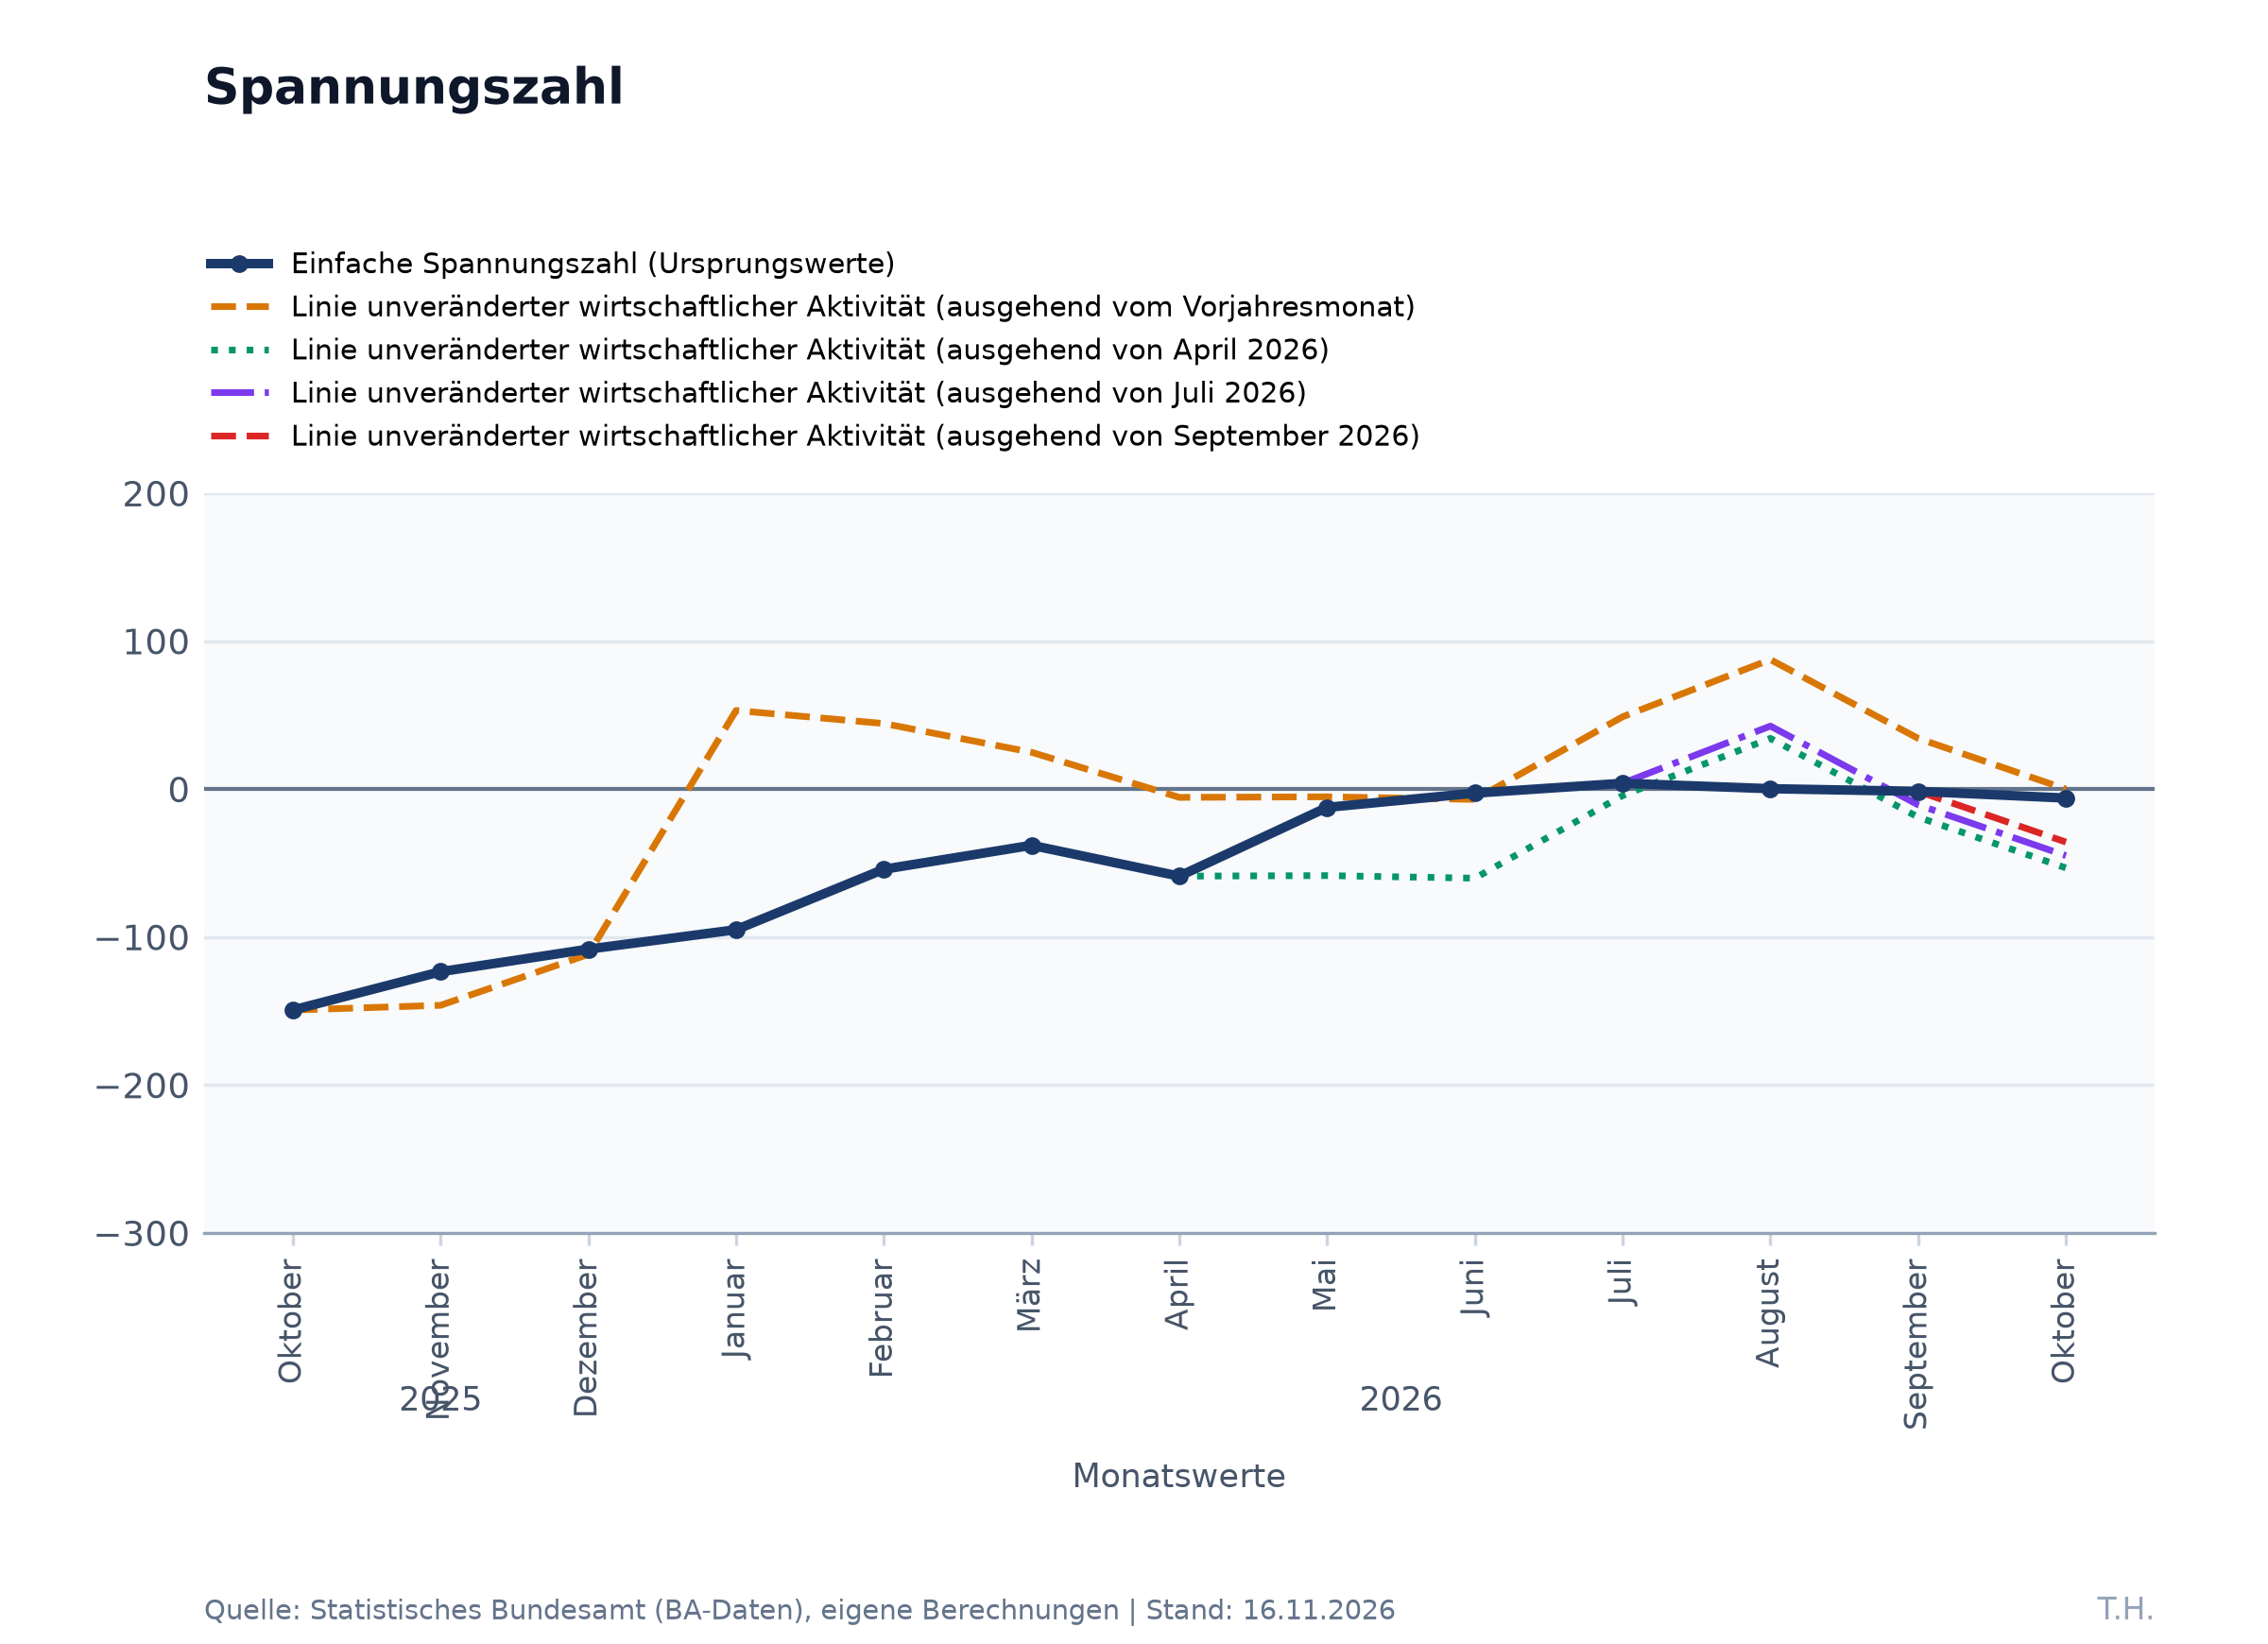 Spannungszahl
Einfache Spannungszahl (Ursprungswerte)
Linie unveränderter wirtschaftlicher Aktivität (ausgehend vom Vorjahresmonat)
Linie unveränderter wirtschaftlicher Aktivität (ausgehend von April 2026)
Linie unveränderter wirtschaftlicher Aktivität (ausgehend von Juli 2026)
Linie unveränderter wirtschaftlicher Aktivität (ausgehend von September 2026)
200
100
0
−100
−200
−300
Oktober
November
Dezember
Januar
Februar
März
April
Mai
Juni
Juli
August
September
Oktober
2025
2026
Monatswerte
Quelle: Statistisches Bundesamt (BA-Daten), eigene Berechnungen | Stand: 16.11.2026
T.H.